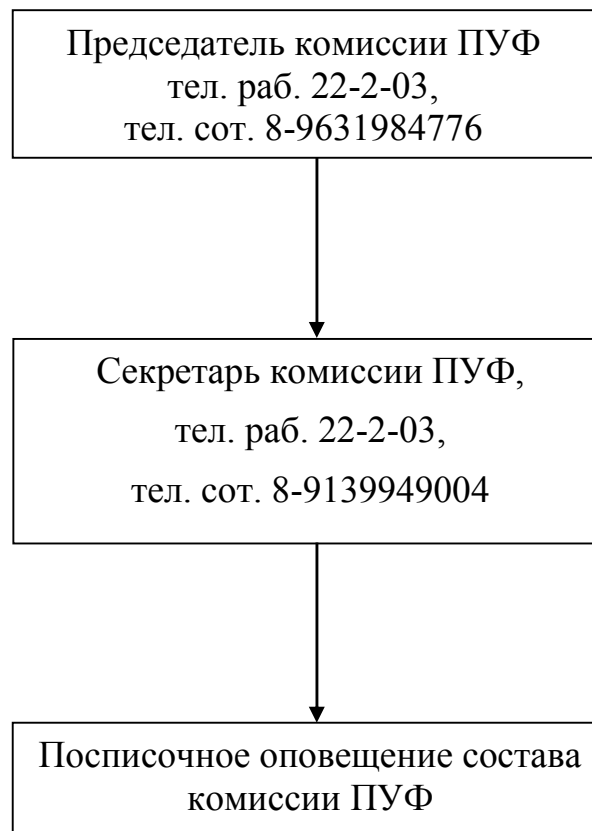 Председатель комиссии ПУФ
тел. раб. 22-2-03,
тел. сот. 8-9631984776
Секретарь комиссии ПУФ,
тел. раб. 22-2-03,
тел. сот. 8-9139949004
Посписочное оповещение состава
комиссии ПУФ